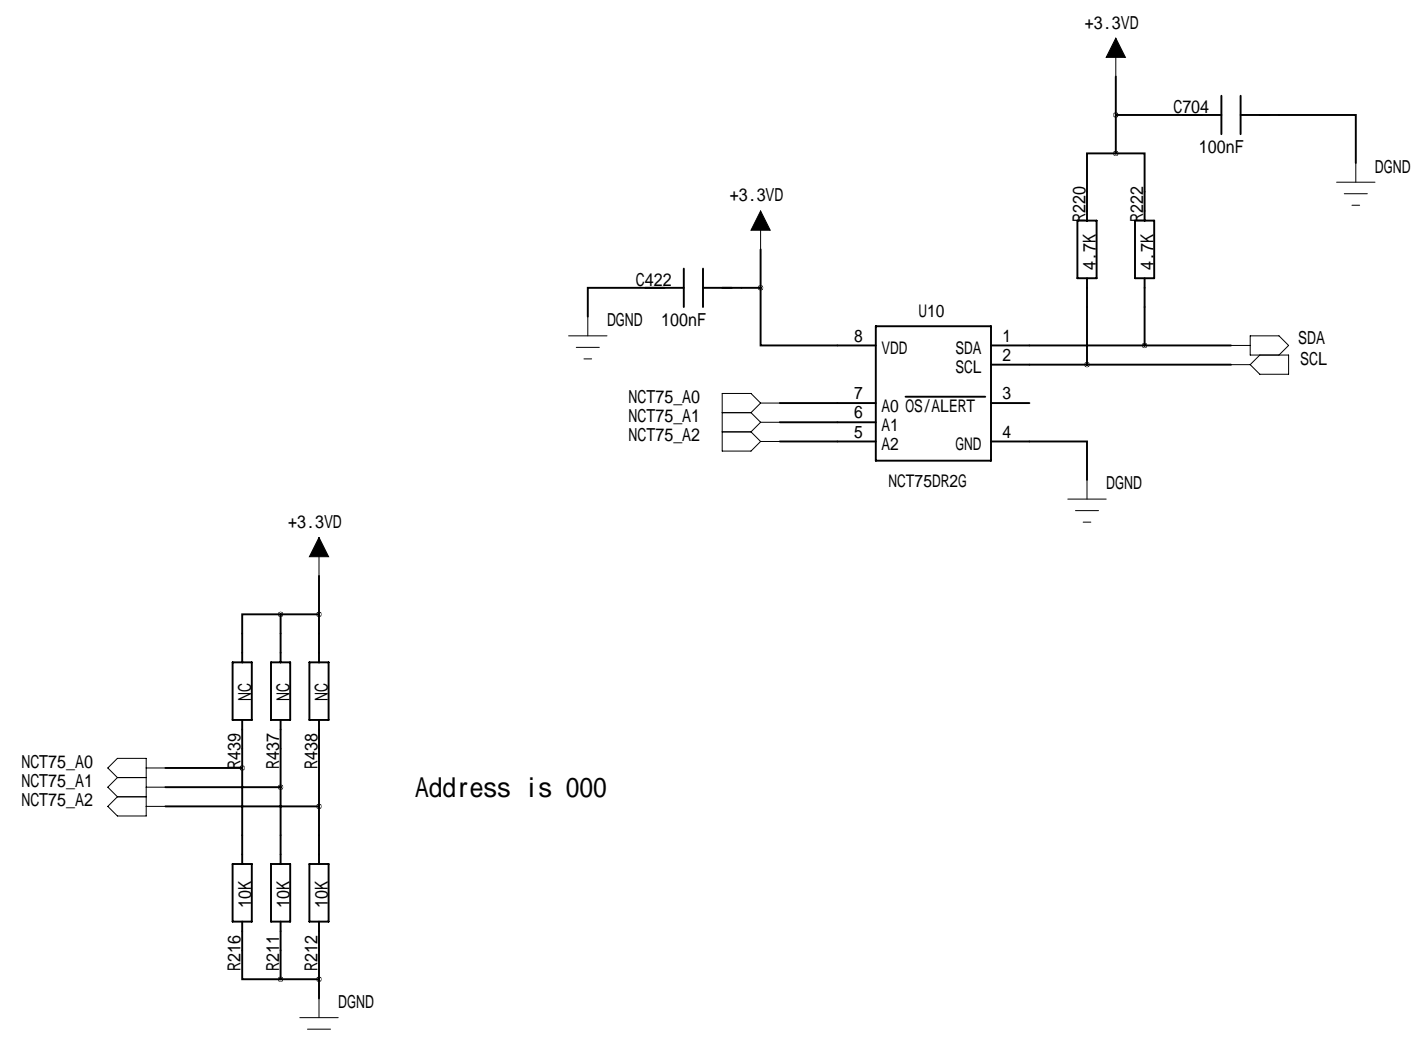 +3.3VD
C704
100nF
DGND
R220
R222
4.7K
4.7K
+3.3VD
C422
100nF
DGND
U10
8
VDD
SDA
1
SDA
SCL
2
SCL
NCT75_A0
7
A0
OS/ALERT
3
NCT75_A1
6
A1
NCT75_A2
5
A2
GND
4
NCT75DR2G
DGND
+3.3VD
NC
NC
NC
R439
R437
R438
NCT75_A0
NCT75_A1
NCT75_A2
Address is 000
10K
10K
10K
R216
R211
R212
DGND